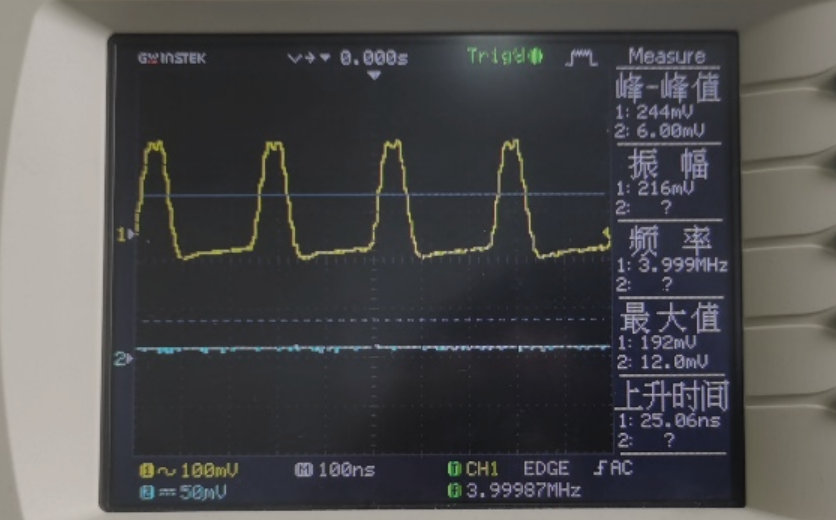 GWINSTEK 0.000s Trig'd Measure
峰-峰值
1: 244mV
2: 6.00mV
振幅
1: 216mV
2: ?
频率
1: 3.999MHz
2: ?
最大值
1: 192mV
2: 12.0mV
上升时间
1: 25.06ns
2: ?
1
2
1 100mV M 100ns T CH1 EDGE AC
2 50mV F 3.99987MHz